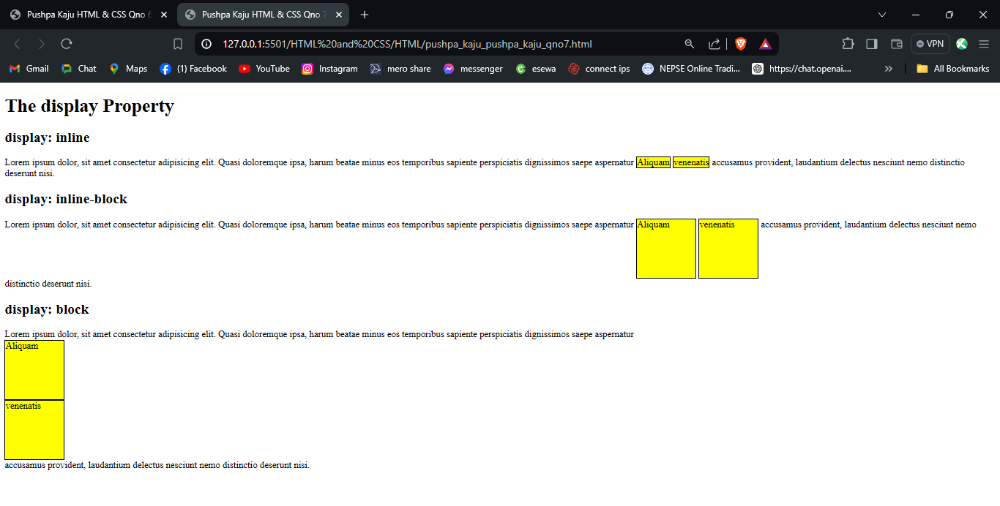 Pushpa Kaju HTML & CSS Qno 6
Pushpa Kaju HTML & CSS Qno 7
127.0.0.1:5501/HTML%20and%20CSS/HTML/pushpa_kaju_pushpa_kaju_qno7.html
VPN
Gmail Chat Maps (1) Facebook YouTube Instagram mero share messenger esewa connect ips NEPSE Online Tradi... https://chat.openai.... » All Bookmarks
The display Property
display: inline
Lorem ipsum dolor, sit amet consectetur adipisicing elit. Quasi doloremque ipsa, harum beatae minus eos temporibus sapiente perspiciatis dignissimos saepe aspernatur Aliquam venenatis accusamus provident, laudantium delectus nesciunt nemo distinctio
deserunt nisi.
display: inline-block
Lorem ipsum dolor, sit amet consectetur adipisicing elit. Quasi doloremque ipsa, harum beatae minus eos temporibus sapiente perspiciatis dignissimos saepe aspernatur Aliquam venenatis accusamus provident, laudantium delectus nesciunt nemo
distinctio deserunt nisi.
display: block
Lorem ipsum dolor, sit amet consectetur adipisicing elit. Quasi doloremque ipsa, harum beatae minus eos temporibus sapiente perspiciatis dignissimos saepe aspernatur
Aliquam
venenatis
accusamus provident, laudantium delectus nesciunt nemo distinctio deserunt nisi.